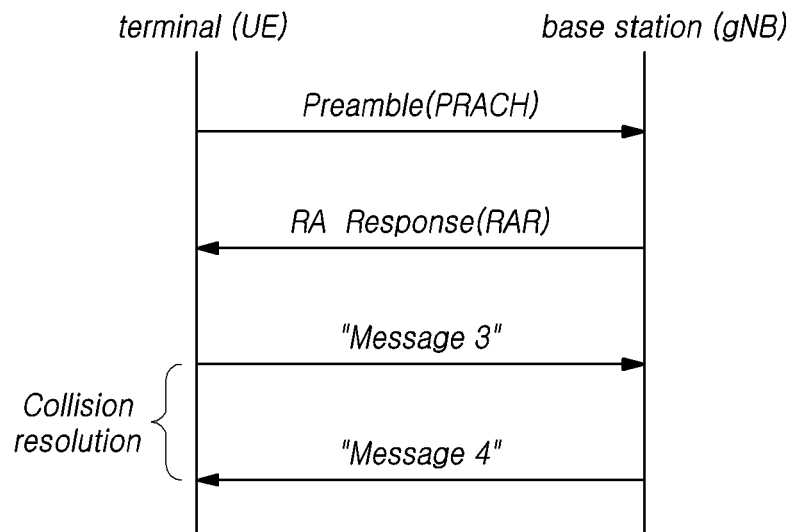 terminal (UE)
base station (gNB)
Preamble(PRACH)
RA Response(RAR)
"Message 3"
Collision
resolution
"Message 4"